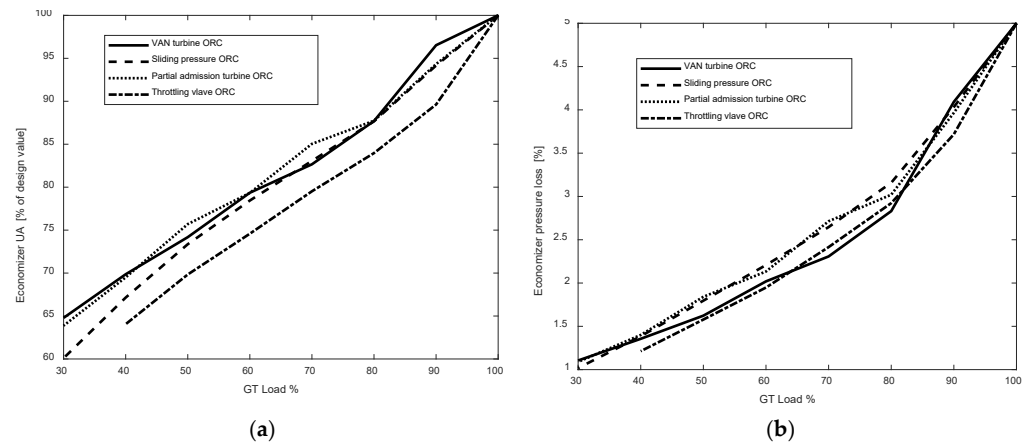 100
95
90
85
80
75
70
65
60
Economizer UA [% of design value]
VAN turbine ORC
Sliding pressure ORC
Partial admission turbine ORC
Throttling vlave ORC
30 40 50 60 70 80 90 100
GT Load %
(a)
5
4.5
4
3.5
3
2.5
2
1.5
1
Economizer pressure loss [%]
VAN turbine ORC
Sliding pressure ORC
Partial admission turbine ORC
Throttling vlave ORC
30 40 50 60 70 80 90 100
GT Load %
(b)